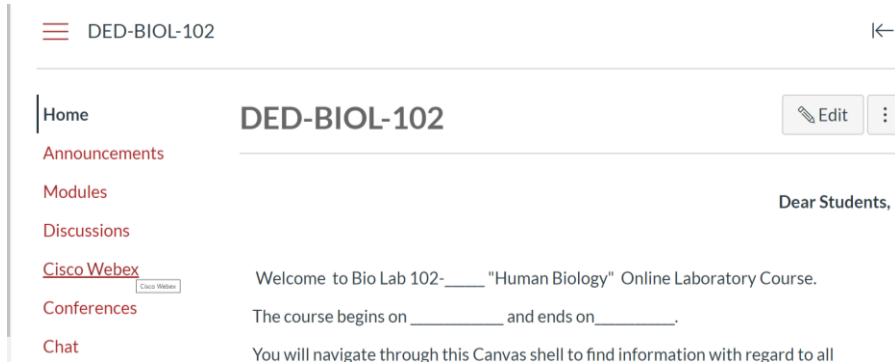 DED-BIOL-102
Home
Announcements
Modules
Discussions
Cisco Webex
Cisco Webex
Conferences
Chat
DED-BIOL-102
Edit
Dear Students,
Welcome to Bio Lab 102-_____ "Human Biology" Online Laboratory Course.
The course begins on ____________ and ends on__________.
You will navigate through this Canvas shell to find information with regard to all